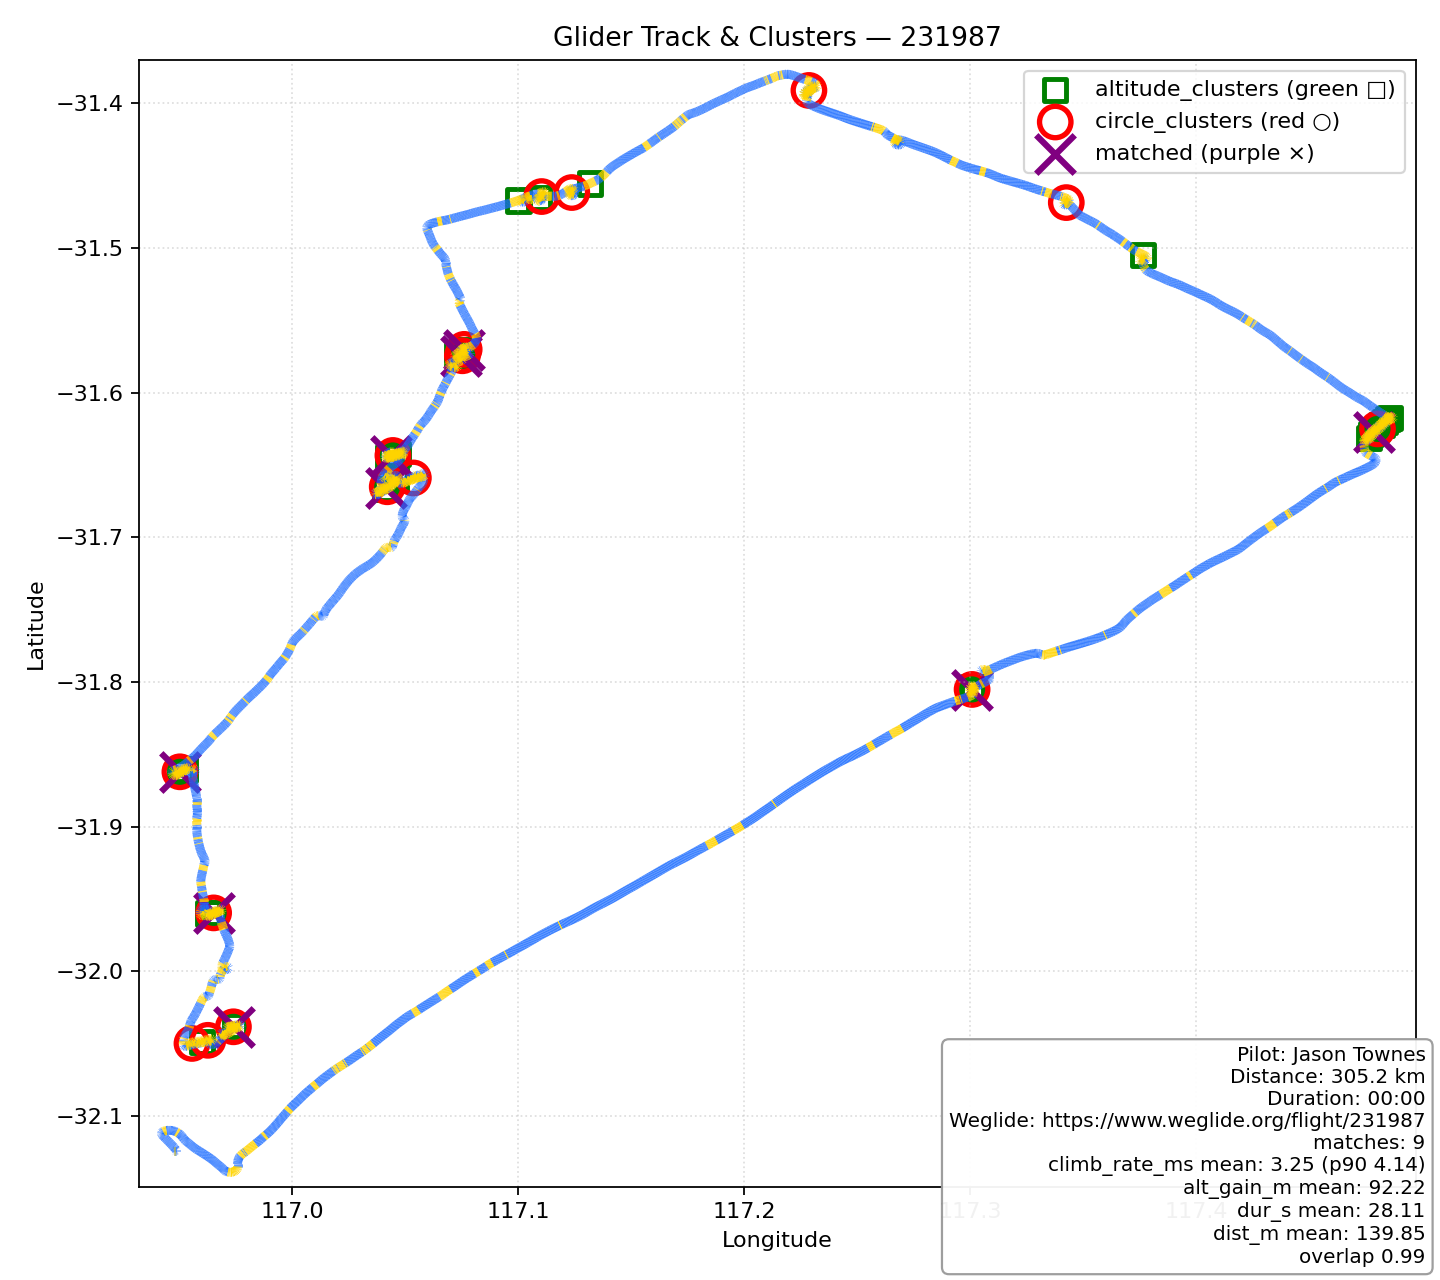 Glider Track & Clusters — 231987
altitude_clusters (green □)
circle_clusters (red ○)
matched (purple ×)
−31.4
−31.5
−31.6
−31.7
−31.8
−31.9
−32.0
−32.1
Latitude
117.0
117.1
117.2
117.3
117.4
Longitude
Pilot: Jason Townes
Distance: 305.2 km
Duration: 00:00
Weglide: https://www.weglide.org/flight/231987
matches: 9
climb_rate_ms mean: 3.25 (p90 4.14)
alt_gain_m mean: 92.22
dur_s mean: 28.11
dist_m mean: 139.85
overlap 0.99